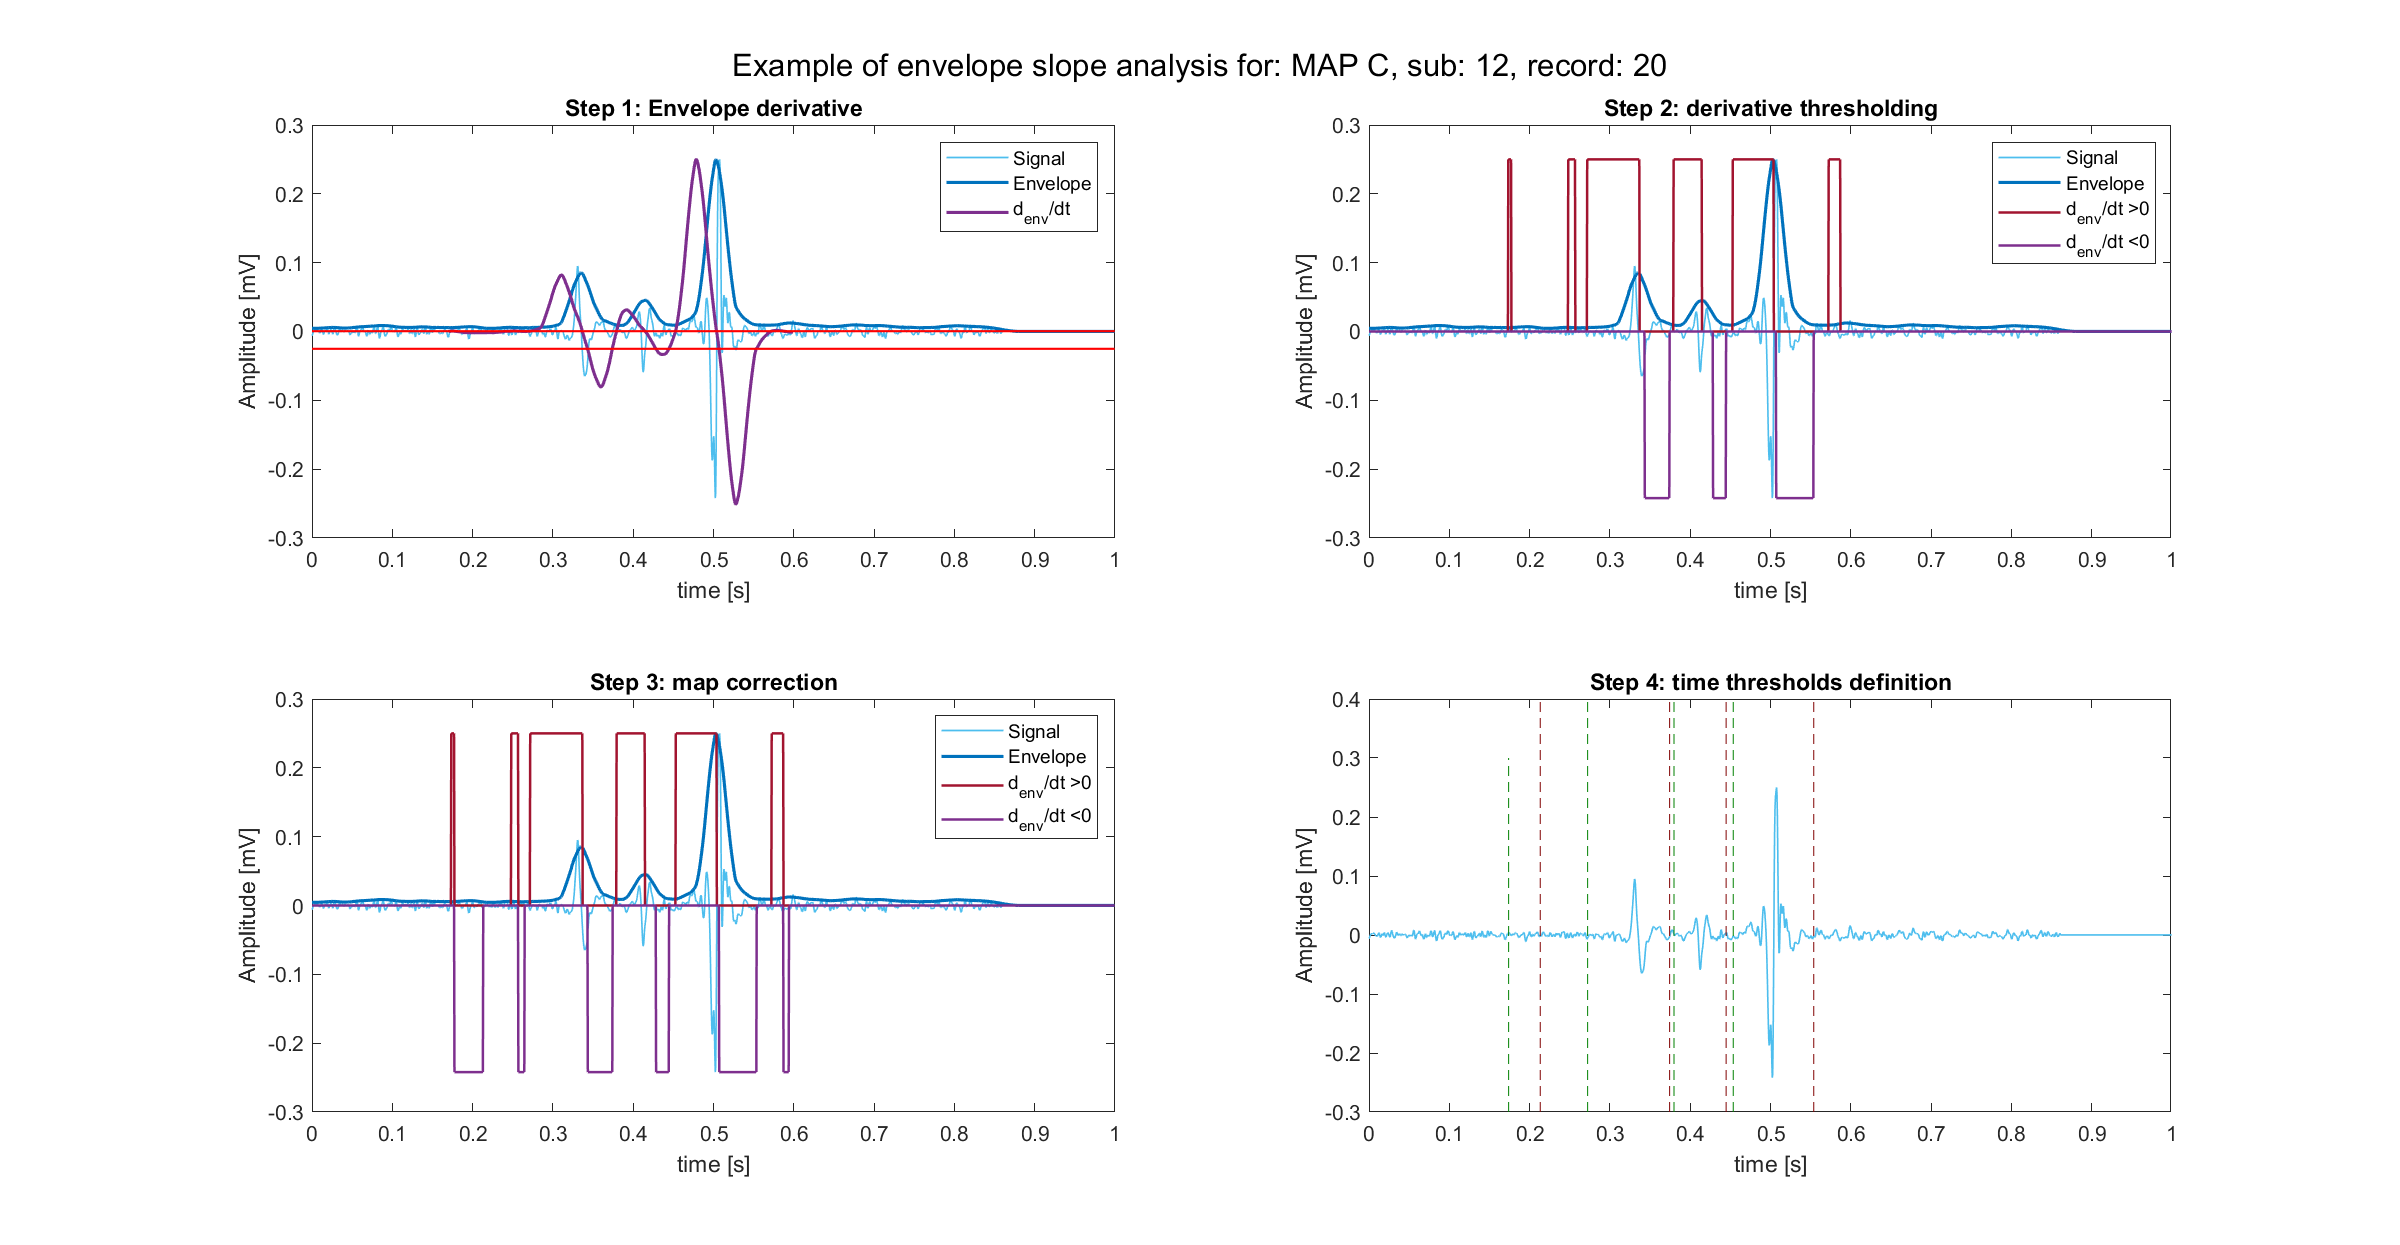 Example of envelope slope analysis for: MAP C, sub: 12, record: 20
Step 1: Envelope derivative
0.3
0.2
0.1
0
-0.1
-0.2
-0.3
Amplitude [mV]
0 0.1 0.2 0.3 0.4 0.5 0.6 0.7 0.8 0.9 1
time [s]
Signal
Envelope
d_env/dt
Step 2: derivative thresholding
0.3
0.2
0.1
0
-0.1
-0.2
-0.3
Amplitude [mV]
0 0.1 0.2 0.3 0.4 0.5 0.6 0.7 0.8 0.9 1
time [s]
Signal
Envelope
d_env/dt >0
d_env/dt <0
Step 3: map correction
0.3
0.2
0.1
0
-0.1
-0.2
-0.3
Amplitude [mV]
0 0.1 0.2 0.3 0.4 0.5 0.6 0.7 0.8 0.9 1
time [s]
Signal
Envelope
d_env/dt >0
d_env/dt <0
Step 4: time thresholds definition
0.4
0.3
0.2
0.1
0
-0.1
-0.2
-0.3
Amplitude [mV]
0 0.1 0.2 0.3 0.4 0.5 0.6 0.7 0.8 0.9 1
time [s]